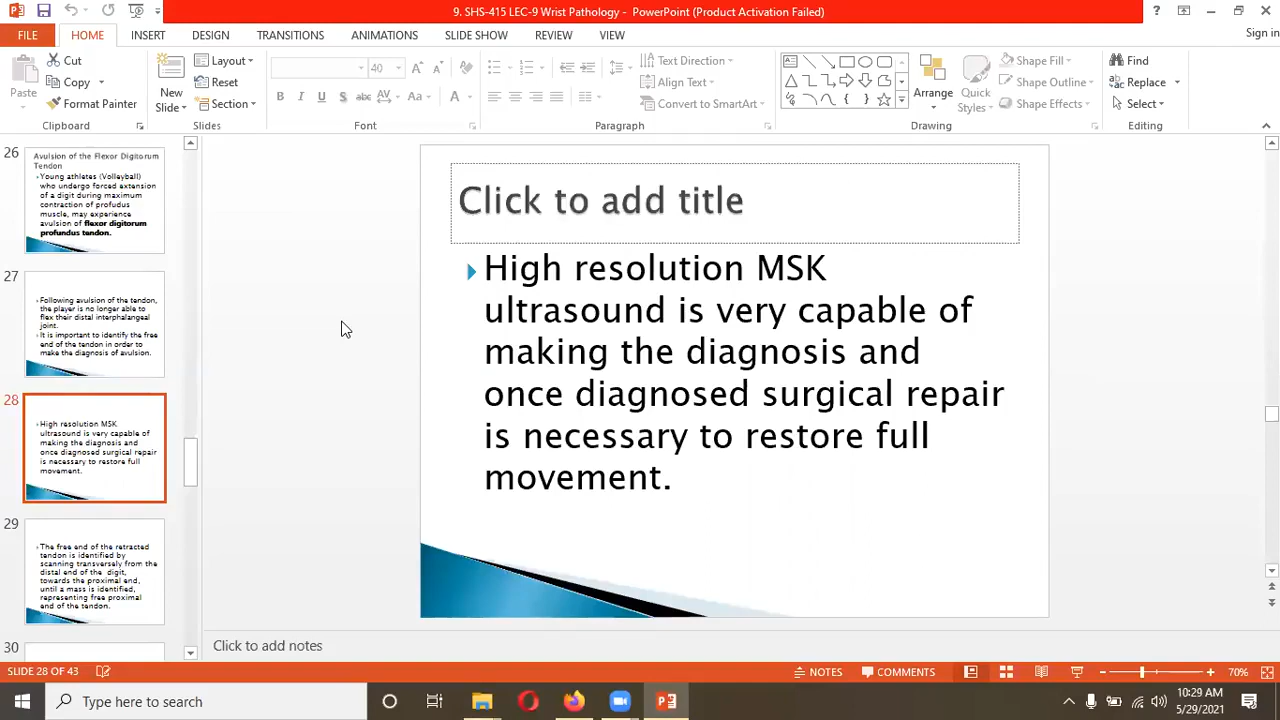 9. SHS-415 LEC-9 Wrist Pathology - PowerPoint (Product Activation Failed)
Sign in
FILE HOME INSERT DESIGN TRANSITIONS ANIMATIONS SLIDE SHOW REVIEW VIEW
Paste
Cut
Copy
Format Painter
Clipboard
New
Slide
Layout
Reset
Section
Slides
40
Font
Text Direction
Align Text
Convert to SmartArt
Paragraph
Arrange
Quick
Styles
Shape Fill
Shape Outline
Shape Effects
Drawing
Find
Replace
Select
Editing
26
Avulsion of the Flexor Digitorum
Tendon
Young athletes (Volleyball)
who undergo forced extension
of a digit during maximum
contraction of profudus
muscle, may experience
avulsion of flexor digitorum
profundus tendon.
27
Following avulsion of the tendon,
the player is no longer able to
flex their distal interphalangeal
joint.
It is important to identify the free
end of the tendon in order to
make the diagnosis of avulsion.
28
High resolution MSK
ultrasound is very capable of
making the diagnosis and
once diagnosed surgical repair
is necessary to restore full
movement.
29
The free end of the retracted
tendon is identified by
scanning transversely from the
distal end of the digit,
towards the proximal end,
until a mass is identified,
representing free proximal
end of the tendon.
30
Click to add title
High resolution MSK
ultrasound is very capable of
making the diagnosis and
once diagnosed surgical repair
is necessary to restore full
movement.
Click to add notes
SLIDE 28 OF 43
NOTES COMMENTS 70%
Type here to search
10:29 AM
5/29/2021